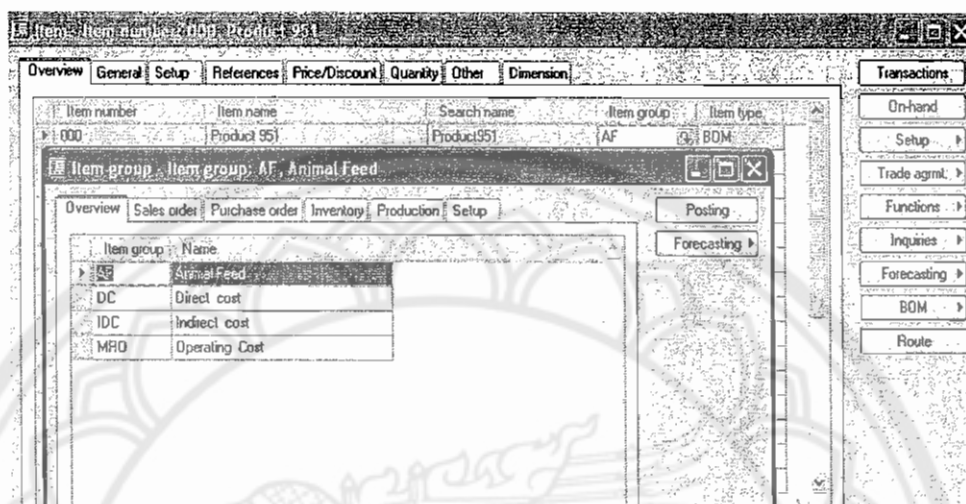 Item - Item number: 000, Product 951
Overview General Setup References Price/Discount Quantity Other Dimension Transactions
Item number Item name Search name Item group Item type On-hand
000 Product 951 Product951 AF BOM Setup
Item group - Item group: AF, Animal Feed
Trade agrmt.
Overview Sales order Purchase order Inventory Production Setup Posting Functions
Item group Name Forecasting Inquiries
AF Animal Feed Forecasting
DC Direct cost BOM
IDC Indirect cost Route
MRO Operating Cost